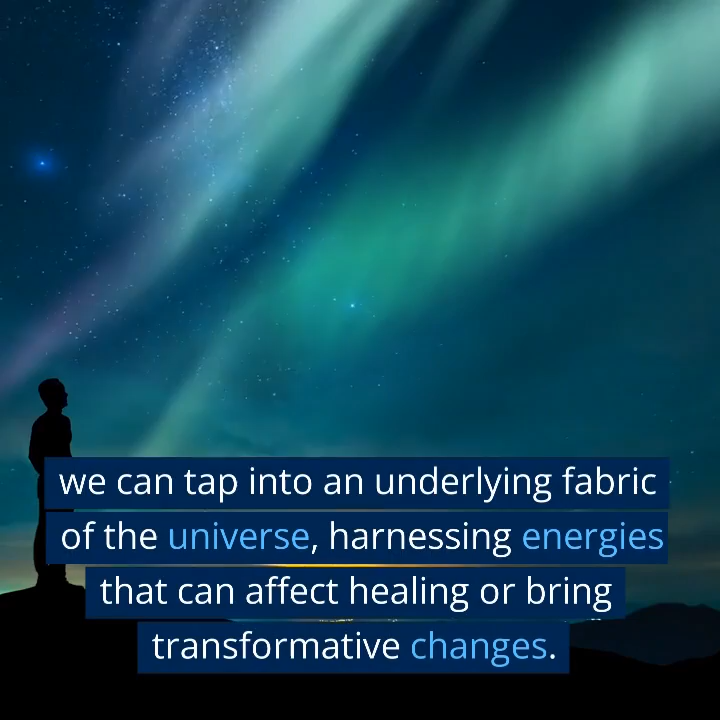 we can tap into an underlying fabric
of the universe, harnessing energies
that can affect healing or bring
transformative changes.